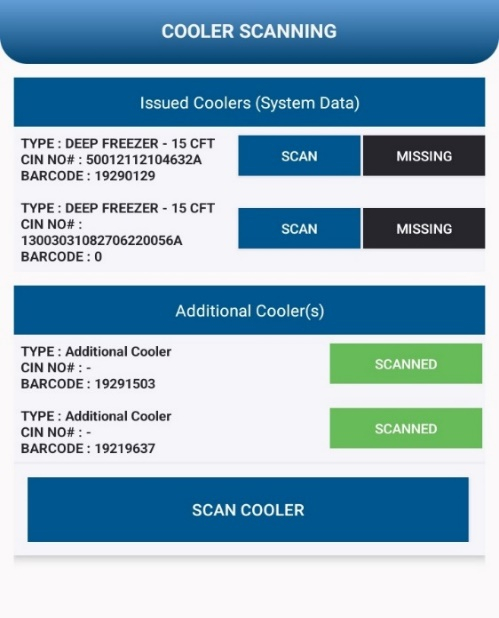 COOLER SCANNING
Issued Coolers (System Data)
TYPE : DEEP FREEZER - 15 CFT
CIN NO# : 50012112104632A
BARCODE : 19290129
SCAN
MISSING
TYPE : DEEP FREEZER - 15 CFT
CIN NO# :
13003031082706220056A
BARCODE : 0
SCAN
MISSING
Additional Cooler(s)
TYPE : Additional Cooler
CIN NO# : -
BARCODE : 19291503
SCANNED
TYPE : Additional Cooler
CIN NO# : -
BARCODE : 19219637
SCANNED
SCAN COOLER